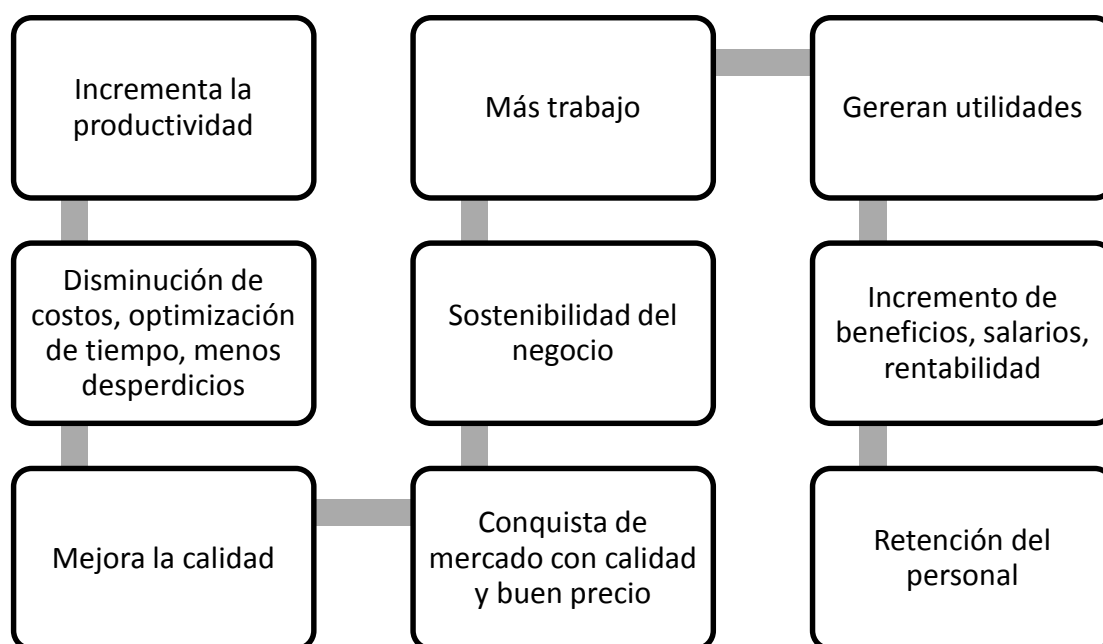 Incrementa la
productividad
Disminución de
costos, optimización
de tiempo, menos
desperdicios
Mejora la calidad
Conquista de
mercado con calidad
y buen precio
Sostenibilidad del
negocio
Más trabajo
Gereran utilidades
Incremento de
beneficios, salarios,
rentabilidad
Retención del
personal